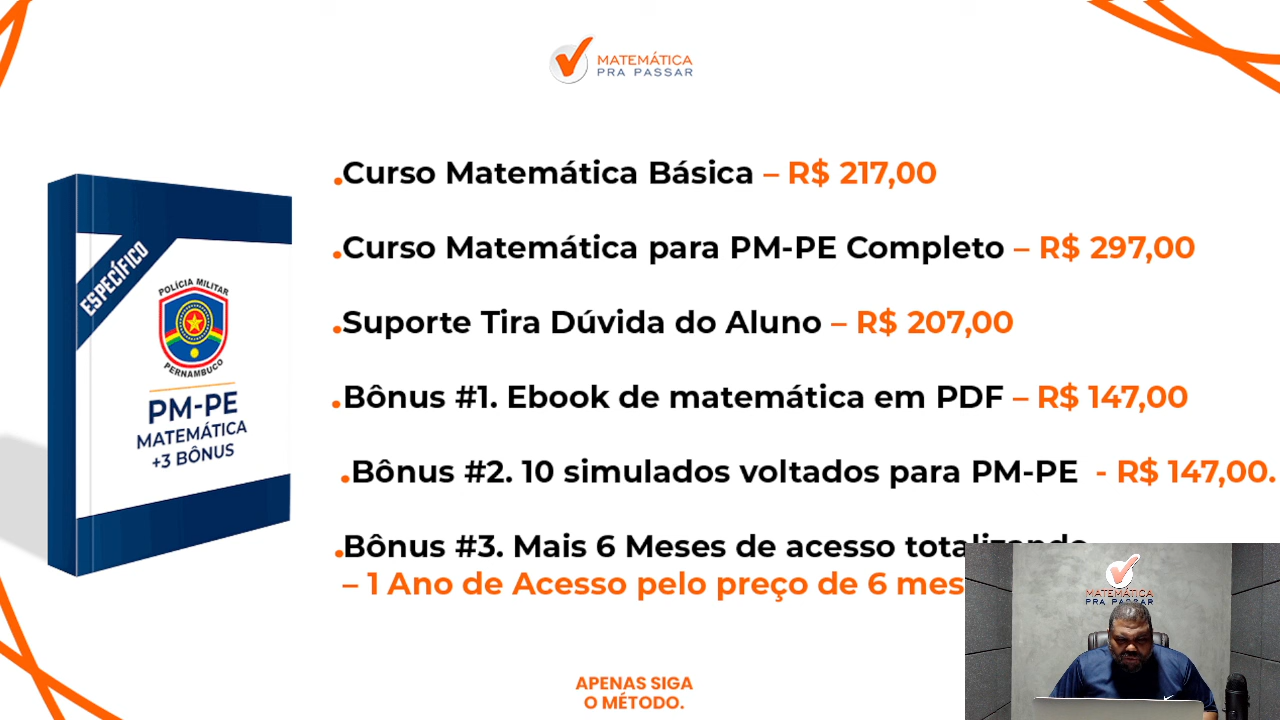 MATEMÁTICA
PRA PASSAR
.Curso Matemática Básica – R$ 217,00
.Curso Matemática para PM-PE Completo – R$ 297,00
.Suporte Tira Dúvida do Aluno – R$ 207,00
.Bônus #1. Ebook de matemática em PDF – R$ 147,00
.Bônus #2. 10 simulados voltados para PM-PE - R$ 147,00.
.Bônus #3. Mais 6 Meses de acesso
– 1 Ano de Acesso pelo preço de 6
ESPECÍFICO
POLÍCIA MILITAR
PERNAMBUCO
PM-PE
MATEMÁTICA
+3 BÔNUS
MATEMÁTICA
PRA PASSAR
APENAS SIGA
O MÉTODO.